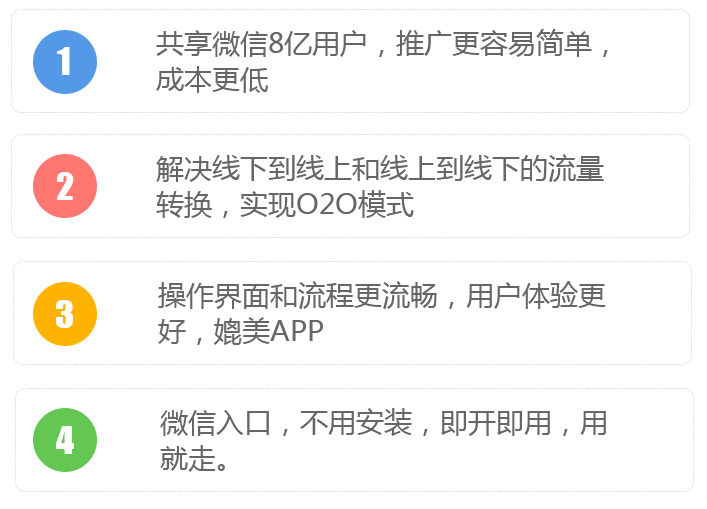 1
共享微信8亿用户，推广更容易简单，
成本更低
2
解决线下到线上和线上到线下的流量
转换，实现O2O模式
3
操作界面和流程更流畅，用户体验更
好，媲美APP
4
微信入口，不用安装，即开即用，用
就走。